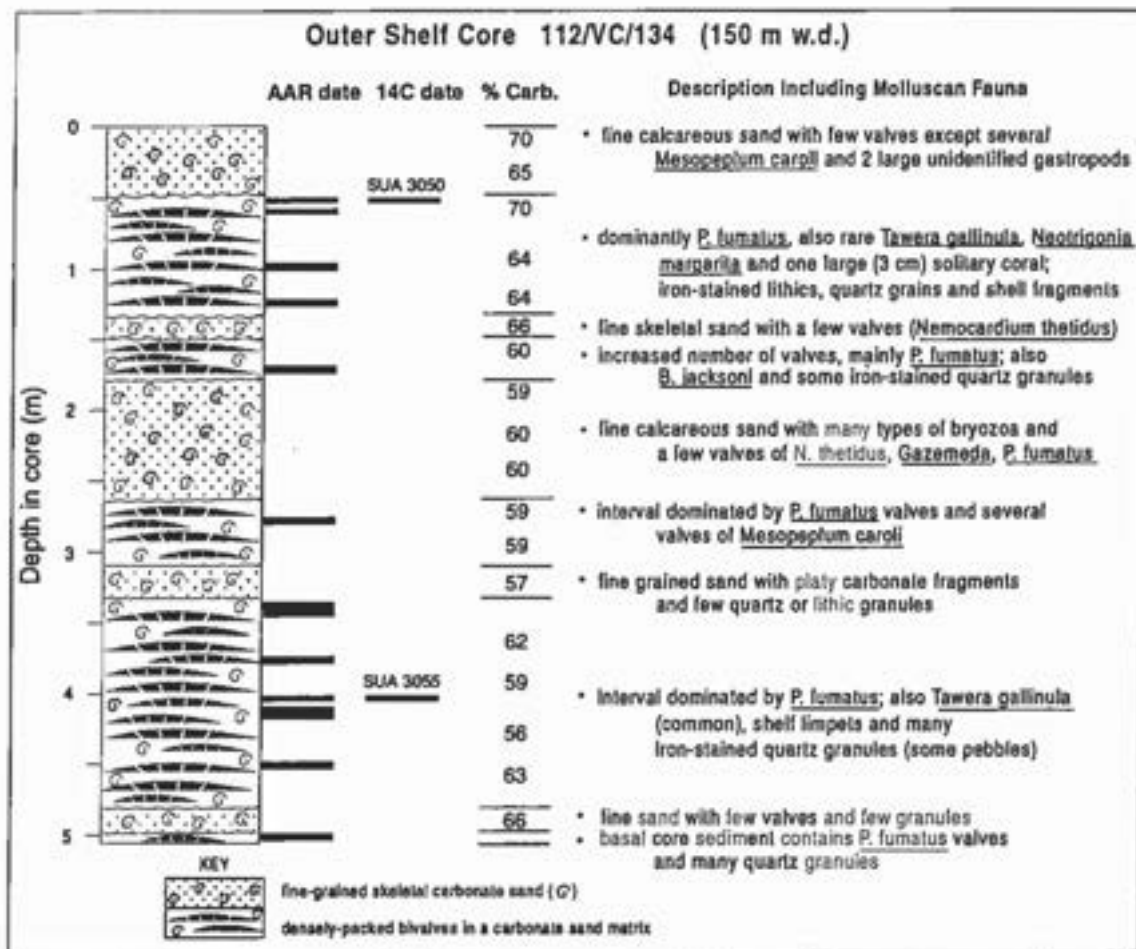 Outer Shelf Core 112/VC/134 (150 m w.d.)
AAR date 14C date % Carb. Description Including Molluscan Fauna
0
70
65
SUA 3050
70
1
64
64
66
60
2
59
60
60
59
3
59
57
62
4
SUA 3055
59
56
63
5
66
Depth in core (m)
• fine calcareous sand with few valves except several
Mesopeplum caroli and 2 large unidentified gastropods
• dominantly P. fumatus, also rare Tawera gallinula, Neotrigonia
margarita and one large (3 cm) solitary coral;
iron-stained lithics, quartz grains and shell fragments
• fine skeletal sand with a few valves (Nemocardium thetidus)
• increased number of valves, mainly P. fumatus; also
B. jacksoni and some iron-stained quartz granules
• fine calcareous sand with many types of bryozoa and
a few valves of N. thetidus, Gazemeda, P. fumatus
• interval dominated by P. fumatus valves and several
valves of Mesopeplum caroli
• fine grained sand with platy carbonate fragments
and few quartz or lithic granules
• Interval dominated by P. fumatus; also Tawera gallinula
(common), shelf limpets and many
Iron-stained quartz granules (some pebbles)
• fine sand with few valves and few granules
• basal core sediment contains P. fumatus valves
and many quartz granules
KEY
fine-grained skeletal carbonate sand (G)
densely-packed bivalves in a carbonate sand matrix